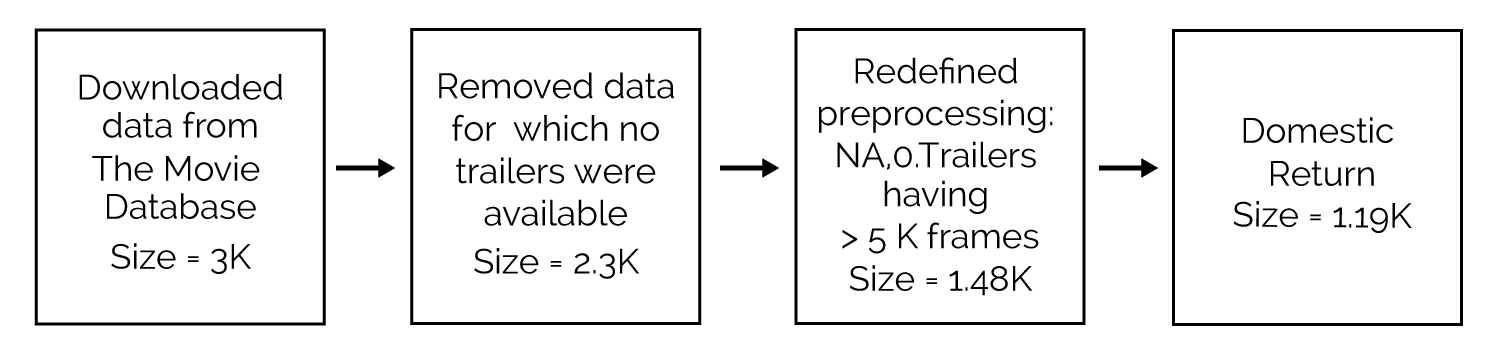 Downloaded
data from
The Movie
Database
Size = 3K
Removed data
for which no
trailers were
available
Size = 2.3K
Redefined
preprocessing:
NA,0.Trailers
having
> 5 K frames
Size = 1.48K
Domestic
Return
Size = 1.19K